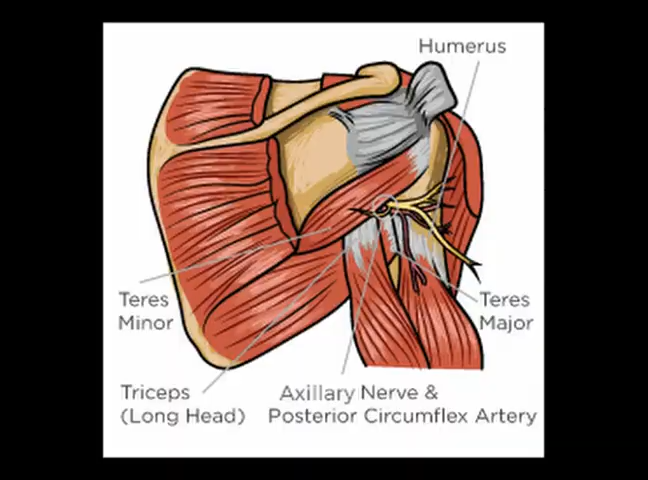 Humerus
Teres
Minor
Teres
Major
Triceps
(Long Head)
Axillary Nerve &
Posterior Circumflex Artery